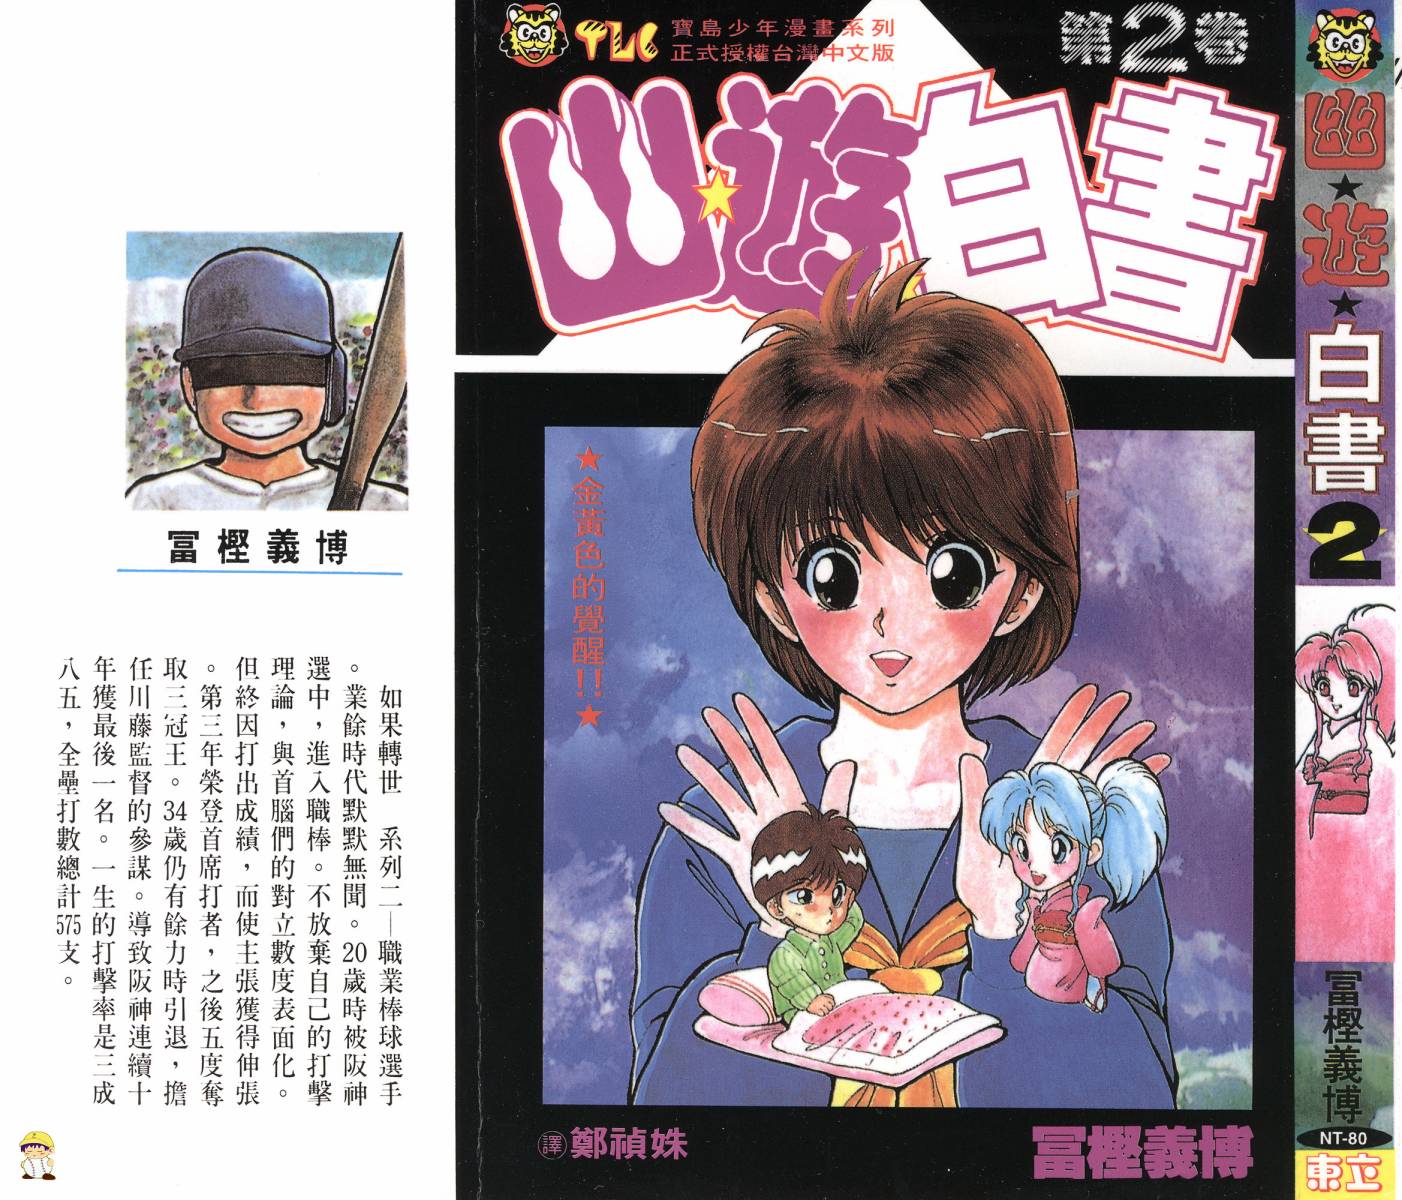 TLC
寶島少年漫畫系列
正式授權台灣中文版
第2卷
幽★遊★白書
★金黃色的覺醒!!★
譯 鄭禎姝
冨樫義博
幽★遊★白書
2
冨樫義博
NT-80
東立
冨樫義博
如果轉世 系列二—職業棒球選手
。業餘時代默默無聞。20歲時被阪神
選中，進入職棒。不放棄自己的打擊
理論，與首腦們的對立數度表面化。
但終因打出成績，而使主張獲得伸張
。第三年榮登首席打者，之後五度奪
取三冠王。34歲仍有餘力時引退，擔
任川藤監督的參謀。導致阪神連續十
年獲最後一名。一生的打擊率是三成
八五，全壘打數總計575支。